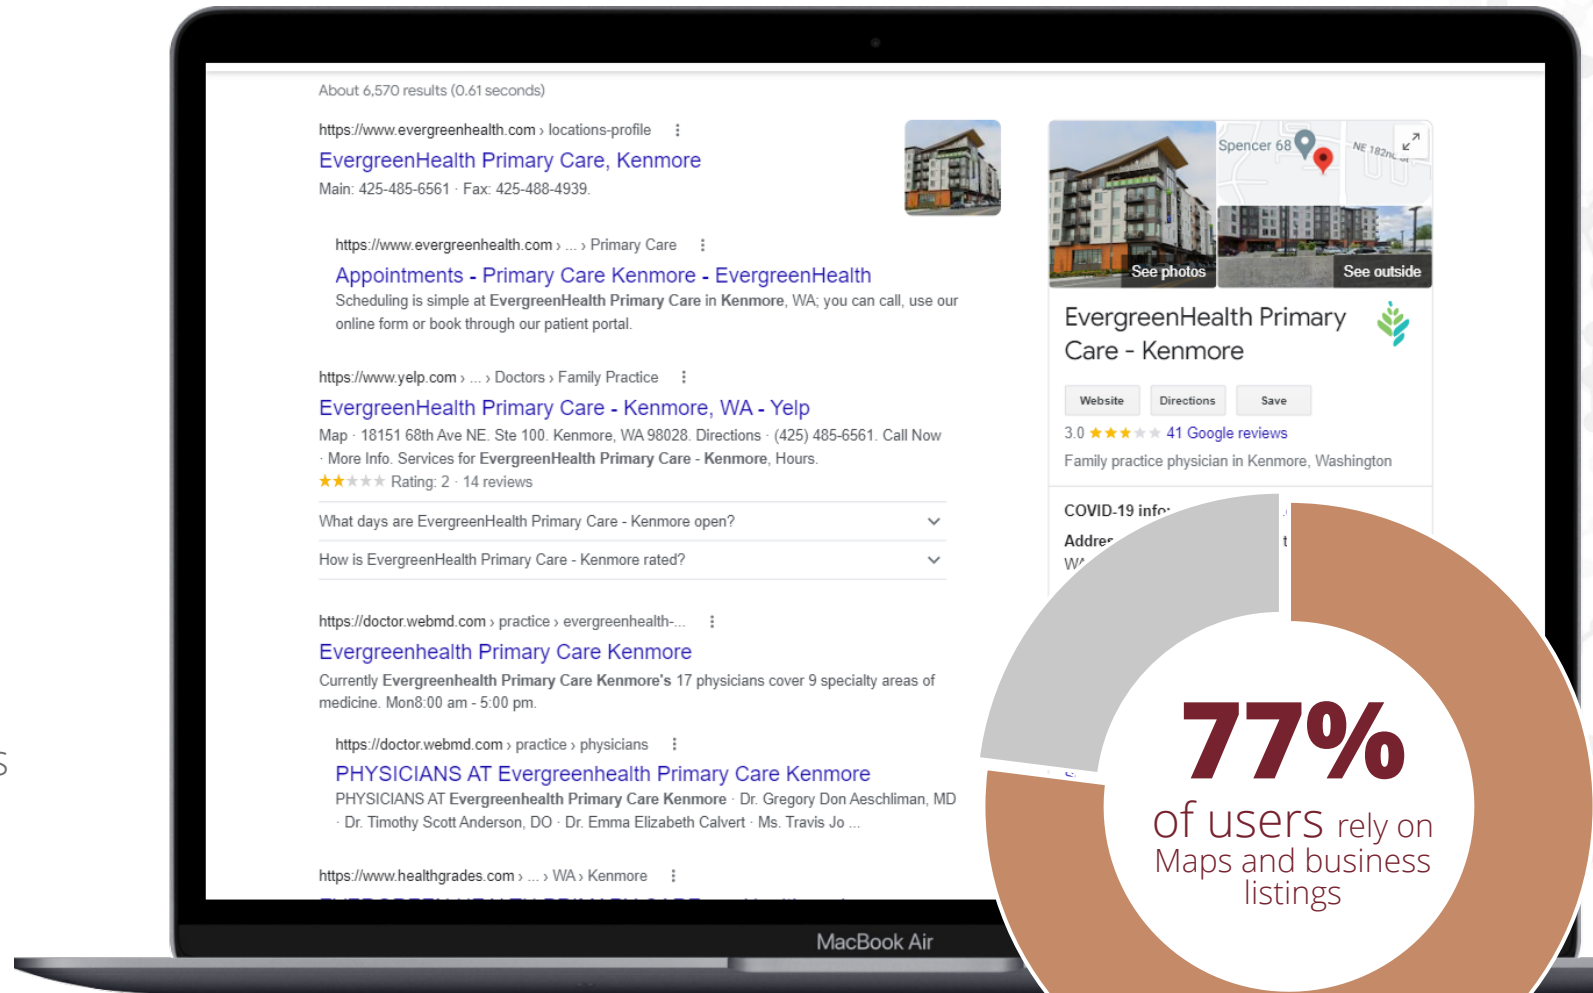 About 6,570 results (0.61 seconds)
https://www.evergreenhealth.com › locations-profile
EvergreenHealth Primary Care, Kenmore
Main: 425-485-6561 · Fax: 425-488-4939.
https://www.evergreenhealth.com › ... › Primary Care
Appointments - Primary Care Kenmore - EvergreenHealth
Scheduling is simple at EvergreenHealth Primary Care in Kenmore, WA; you can call, use our
online form or book through our patient portal.
https://www.yelp.com › ... › Doctors › Family Practice
EvergreenHealth Primary Care - Kenmore, WA - Yelp
Map · 18151 68th Ave NE. Ste 100. Kenmore, WA 98028. Directions · (425) 485-6561. Call Now
· More Info. Services for EvergreenHealth Primary Care - Kenmore, Hours.
Rating: 2 · 14 reviews
What days are EvergreenHealth Primary Care - Kenmore open?
How is EvergreenHealth Primary Care - Kenmore rated?
https://doctor.webmd.com › practice › evergreenhealth-...
Evergreenhealth Primary Care Kenmore
Currently Evergreenhealth Primary Care Kenmore's 17 physicians cover 9 specialty areas of
medicine. Mon8:00 am - 5:00 pm.
https://doctor.webmd.com › practice › physicians
PHYSICIANS AT Evergreenhealth Primary Care Kenmore
PHYSICIANS AT Evergreenhealth Primary Care Kenmore · Dr. Gregory Don Aeschliman, MD
· Dr. Timothy Scott Anderson, DO · Dr. Emma Elizabeth Calvert · Ms. Travis Jo ...
https://www.healthgrades.com › ... › WA › Kenmore
Spencer 68
NE 182nd
See photos
See outside
EvergreenHealth Primary
Care - Kenmore
Website Directions Save
3.0 41 Google reviews
Family practice physician in Kenmore, Washington
COVID-19 info:
77%
of users rely on
Maps and business
listings
MacBook Air